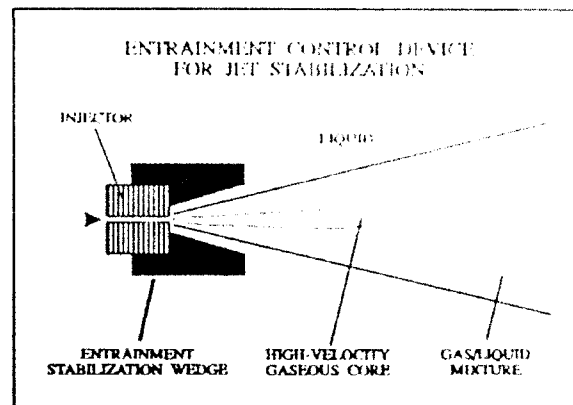 ENTRAINMENT CONTROL DEVICE
FOR JET STABILIZATION
INJECTOR
LIQUID
ENTRAINMENT
STABILIZATION WEDGE
HIGH-VELOCITY
GASEOUS CORE
GAS/LIQUID
MIXTURE